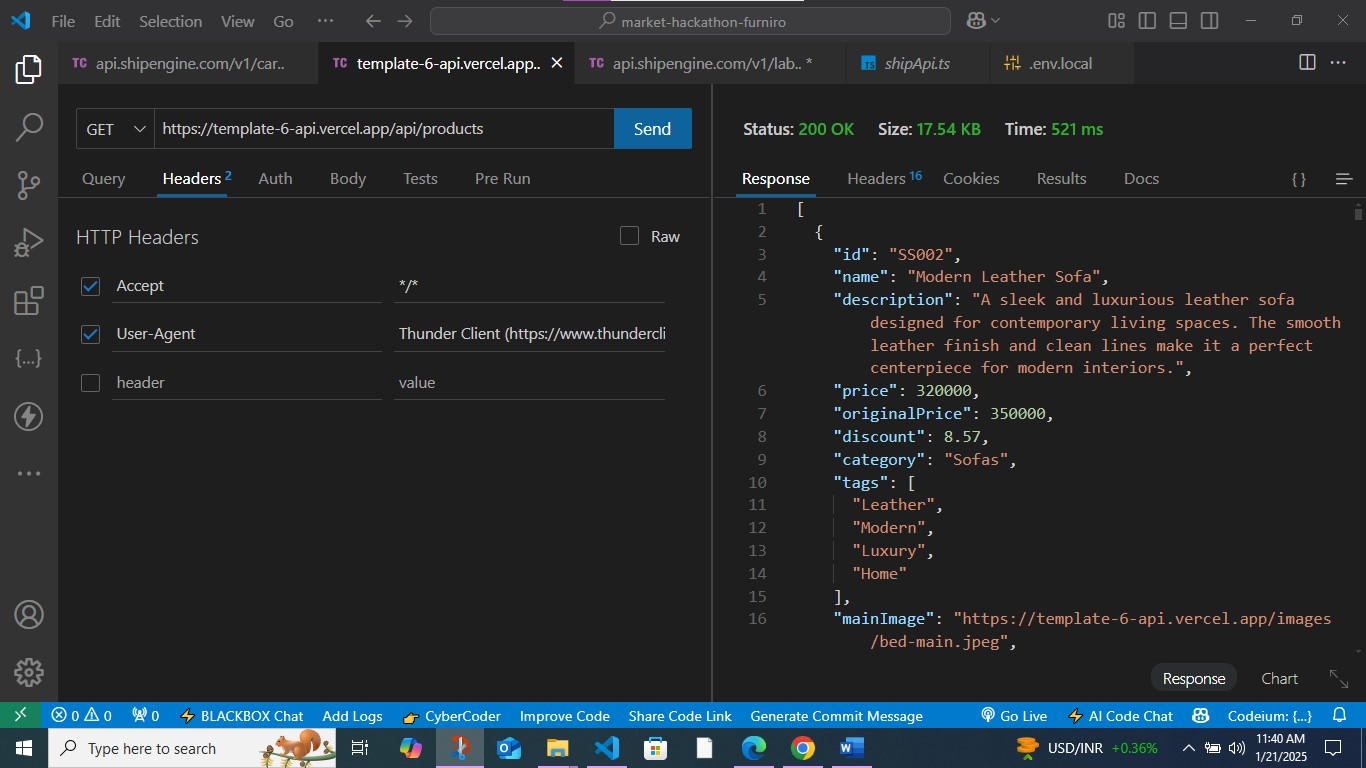 File Edit Selection View Go ··· market-hackathon-furniro
TC api.shipengine.com/v1/car.. TC template-6-api.vercel.app.. TC api.shipengine.com/v1/lab.. * TS shipApi.ts .env.local
GET https://template-6-api.vercel.app/api/products Send
Query Headers 2 Auth Body Tests Pre Run
HTTP Headers Raw
Accept */*
User-Agent Thunder Client (https://www.thundercli
header value
Status: 200 OK Size: 17.54 KB Time: 521 ms
Response Headers 16 Cookies Results Docs { }
1 [
2 {
3 "id": "SS002",
4 "name": "Modern Leather Sofa",
5 "description": "A sleek and luxurious leather sofa
designed for contemporary living spaces. The smooth
leather finish and clean lines make it a perfect
centerpiece for modern interiors.",
6 "price": 320000,
7 "originalPrice": 350000,
8 "discount": 8.57,
9 "category": "Sofas",
10 "tags": [
11 "Leather",
12 "Modern",
13 "Luxury",
14 "Home"
15 ],
16 "mainImage": "https://template-6-api.vercel.app/images
/bed-main.jpeg",
Response Chart
0 0 0 BLACKBOX Chat Add Logs CyberCoder Improve Code Share Code Link Generate Commit Message Go Live AI Code Chat Codeium: {...}
Type here to search USD/INR +0.36% 11:40 AM
1/21/2025